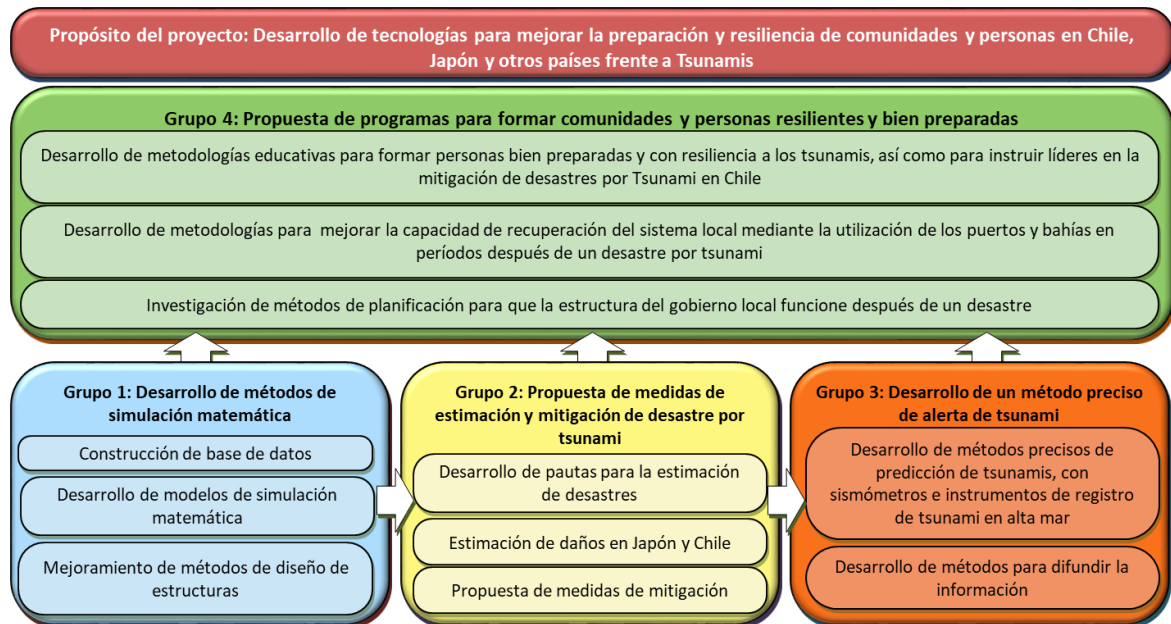 Propósito del proyecto: Desarrollo de tecnologías para mejorar la preparación y resiliencia de comunidades y personas en Chile,
Japón y otros países frente a Tsunamis
Grupo 4: Propuesta de programas para formar comunidades y personas resilientes y bien preparadas
Desarrollo de metodologías educativas para formar personas bien preparadas y con resiliencia a los tsunamis, así como para instruir líderes en la
mitigación de desastres por Tsunami en Chile
Desarrollo de metodologías para mejorar la capacidad de recuperación del sistema local mediante la utilización de los puertos y bahías en
períodos después de un desastre por tsunami
Investigación de métodos de planificación para que la estructura del gobierno local funcione después de un desastre
Grupo 1: Desarrollo de métodos de
simulación matemática
Construcción de base de datos
Desarrollo de modelos de simulación
matemática
Mejoramiento de métodos de diseño de
estructuras
Grupo 2: Propuesta de medidas de
estimación y mitigación de desastre por
tsunami
Desarrollo de pautas para la estimación
de desastres
Estimación de daños en Japón y Chile
Propuesta de medidas de mitigación
Grupo 3: Desarrollo de un método preciso
de alerta de tsunami
Desarrollo de métodos precisos de
predicción de tsunamis, con
sismómetros e instrumentos de registro
de tsunami en alta mar
Desarrollo de métodos para difundir la
información